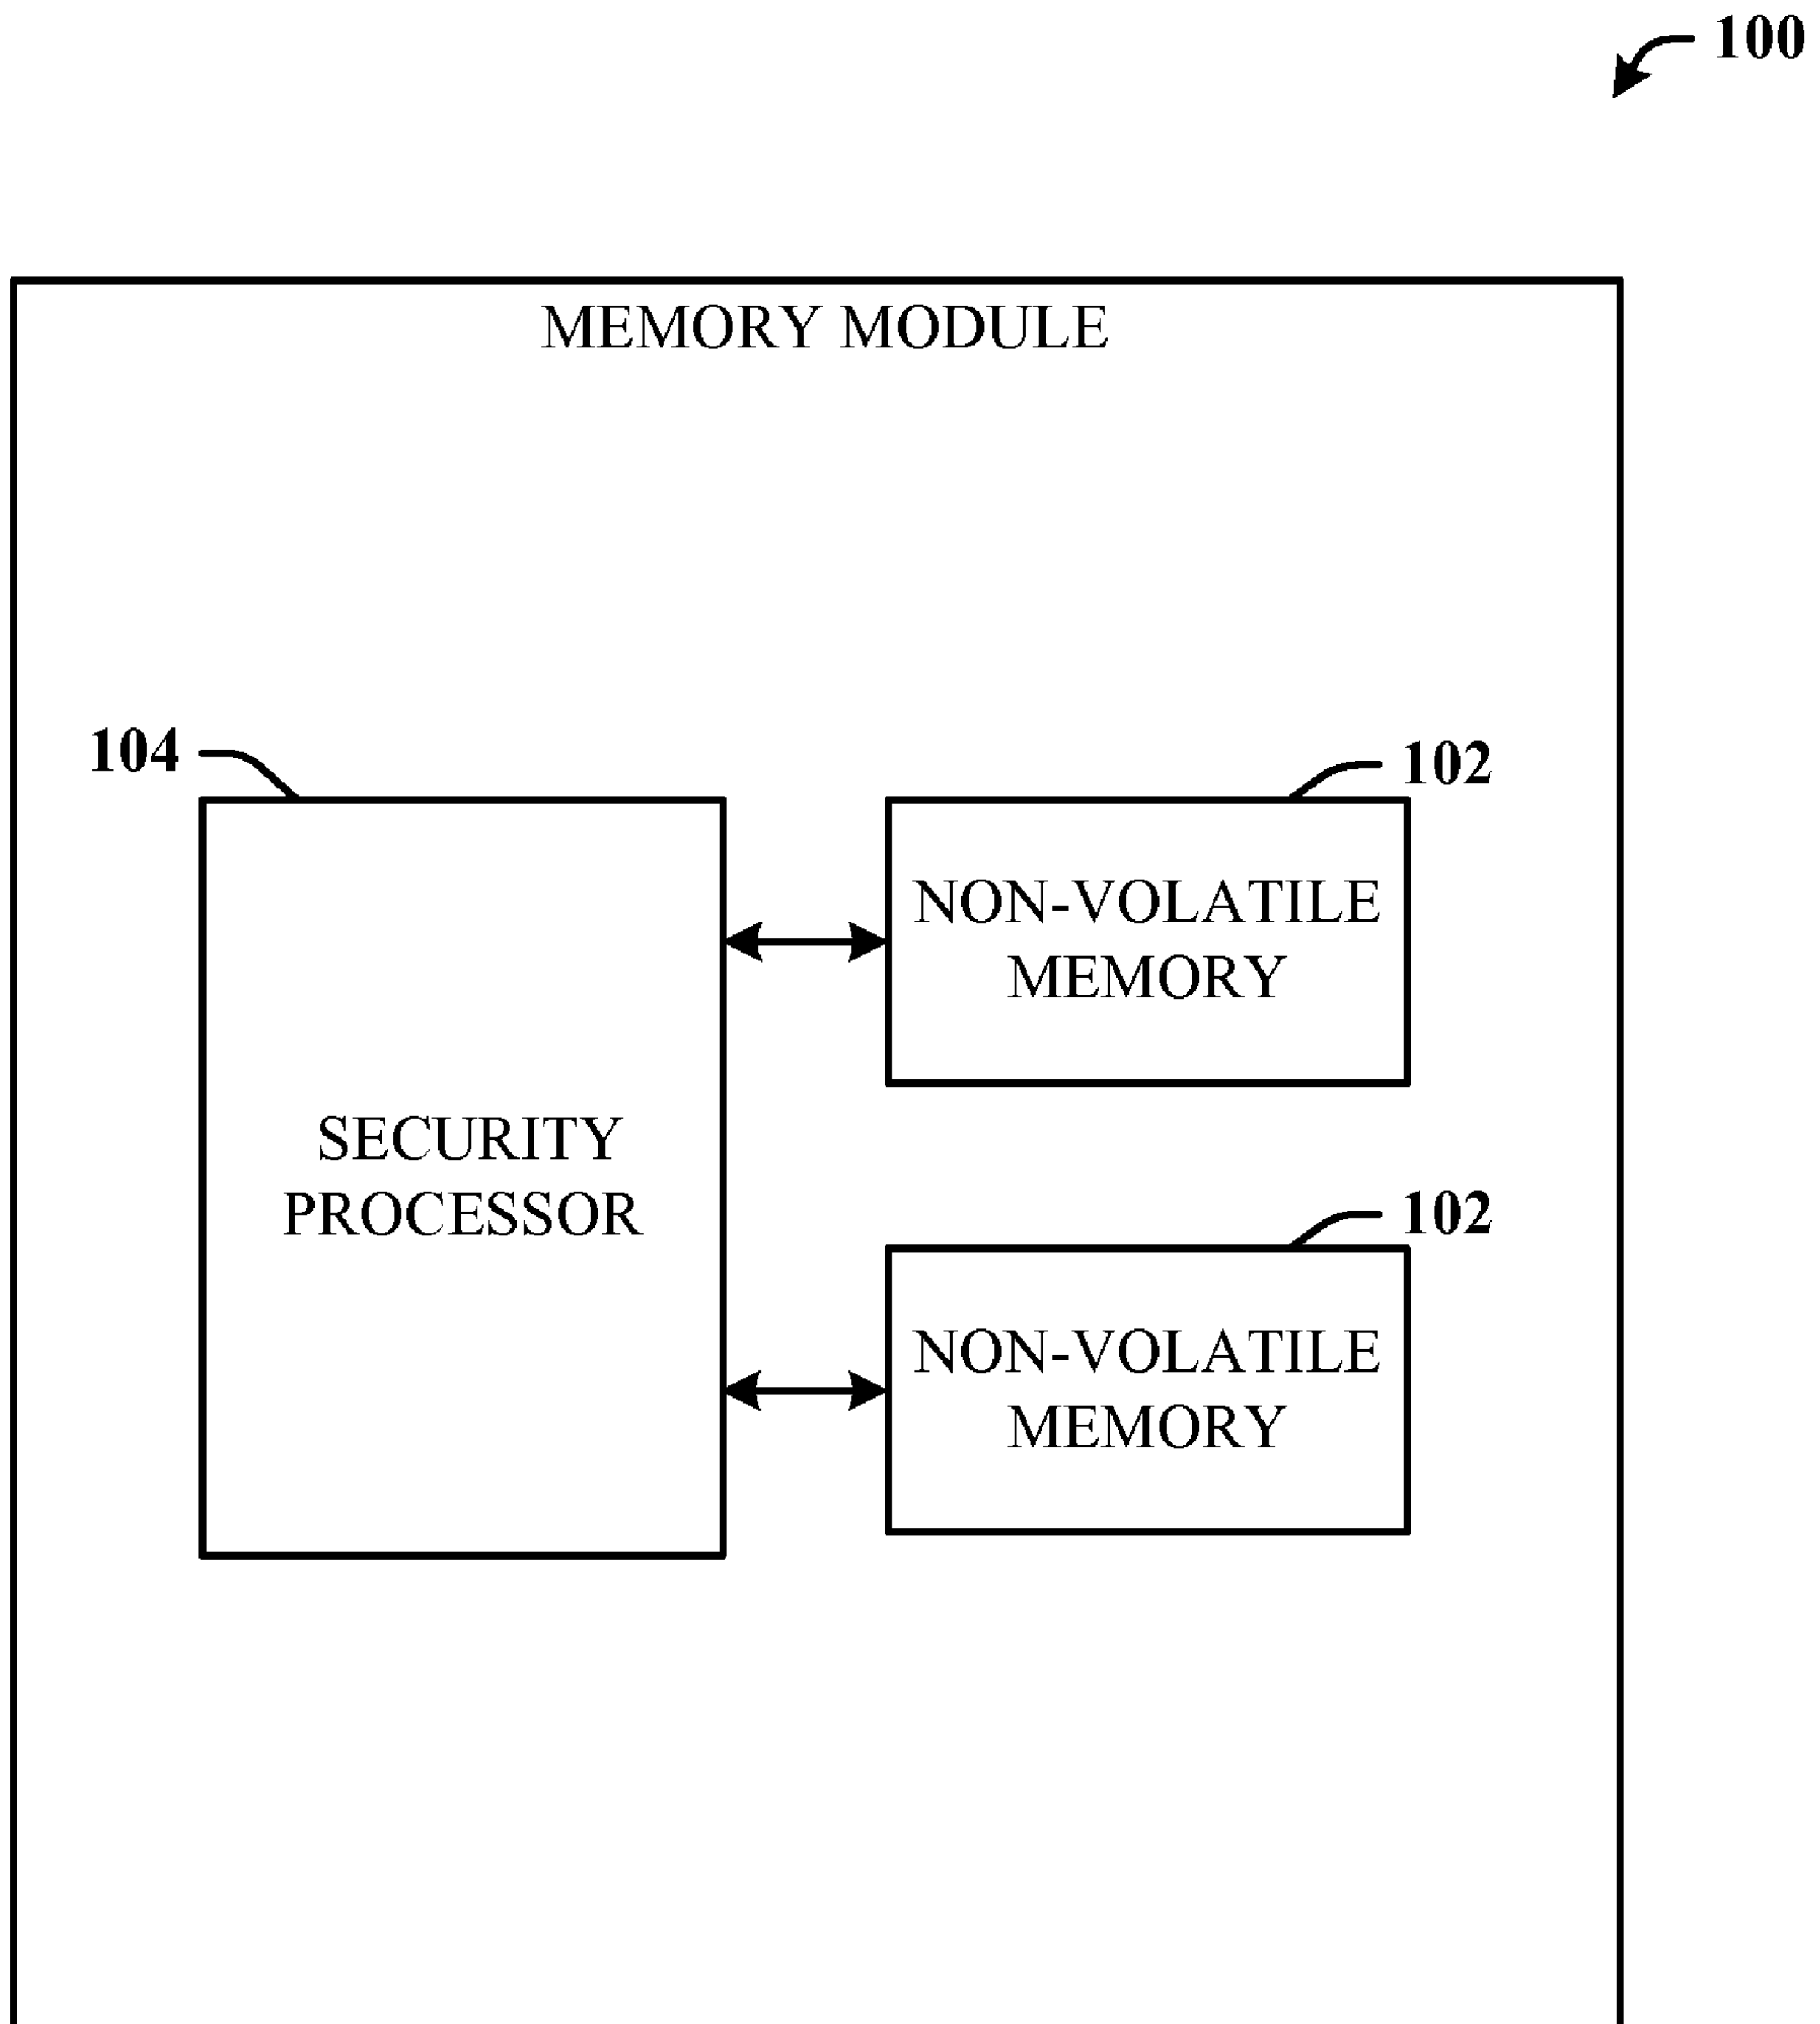 100
MEMORY MODULE
104
102
NON-VOLATILE
MEMORY
SECURITY
PROCESSOR
102
NON-VOLATILE
MEMORY